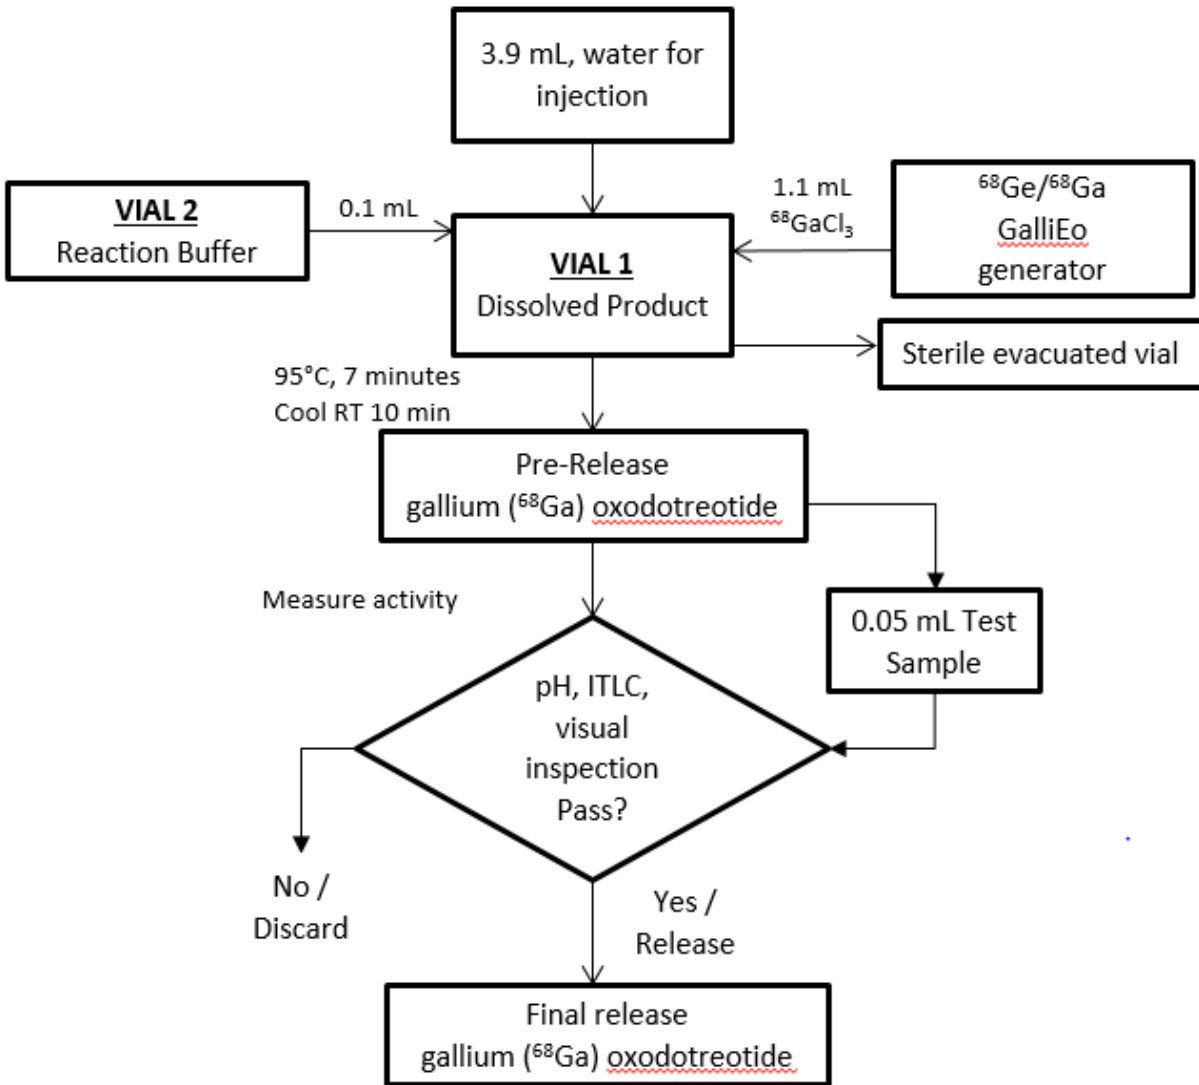 3.9 mL, water for
injection
VIAL 2
Reaction Buffer
0.1 mL
VIAL 1
Dissolved Product
1.1 mL
⁶⁸GaCl₃
⁶⁸Ge/⁶⁸Ga
GalliEo
generator
Sterile evacuated vial
95°C, 7 minutes
Cool RT 10 min
Pre-Release
gallium (⁶⁸Ga) oxodotreotide
Measure activity
0.05 mL Test
Sample
pH, ITLC,
visual
inspection
Pass?
No /
Discard
Yes /
Release
Final release
gallium (⁶⁸Ga) oxodotreotide